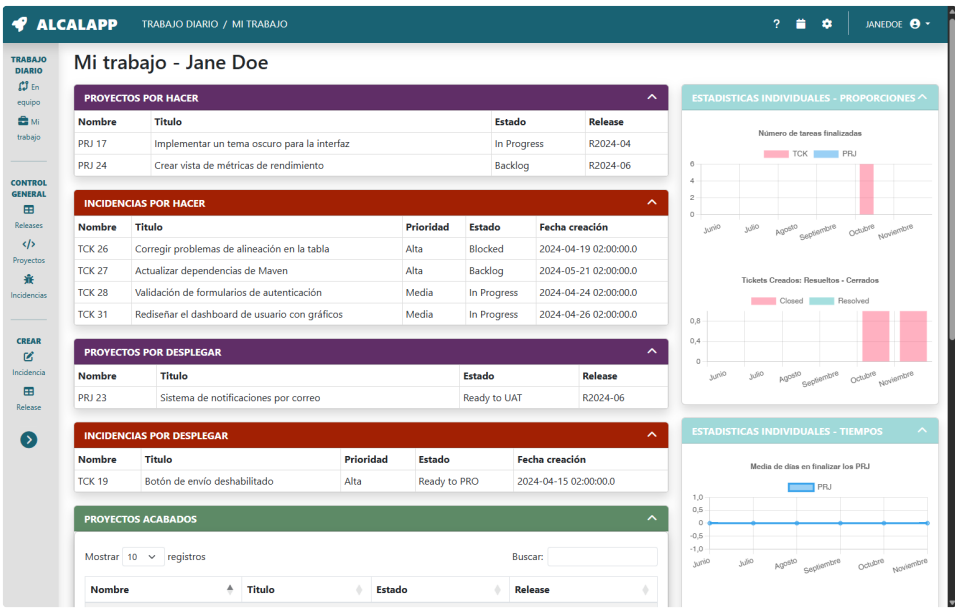 ALCALAPP TRABAJO DIARIO / MI TRABAJO ? JANEDOE
TRABAJO
DIARIO
En
equipo
Mi
trabajo
CONTROL
GENERAL
Releases
Proyectos
Incidencias
CREAR
Incidencia
Release
Mi trabajo - Jane Doe
PROYECTOS POR HACER
Nombre Titulo Estado Release
PRJ 17 Implementar un tema oscuro para la interfaz In Progress R2024-04
PRJ 24 Crear vista de métricas de rendimiento Backlog R2024-06
INCIDENCIAS POR HACER
Nombre Titulo Prioridad Estado Fecha creación
TCK 26 Corregir problemas de alineación en la tabla Alta Blocked 2024-04-19 02:00:00.0
TCK 27 Actualizar dependencias de Maven Alta Backlog 2024-05-21 02:00:00.0
TCK 28 Validación de formularios de autenticación Media In Progress 2024-04-24 02:00:00.0
TCK 31 Rediseñar el dashboard de usuario con gráficos Media In Progress 2024-04-26 02:00:00.0
PROYECTOS POR DESPLEGAR
Nombre Titulo Estado Release
PRJ 23 Sistema de notificaciones por correo Ready to UAT R2024-06
INCIDENCIAS POR DESPLEGAR
Nombre Titulo Prioridad Estado Fecha creación
TCK 19 Botón de envío deshabilitado Alta Ready to PRO 2024-04-15 02:00:00.0
PROYECTOS ACABADOS
Mostrar 10 registros Buscar:
Nombre Titulo Estado Release
ESTADISTICAS INDIVIDUALES - PROPORCIONES
Número de tareas finalizadas
TCK PRJ
6
4
2
0
Junio Julio Agosto Septiembre Octubre Noviembre
Tickets Creados: Resueltos - Cerrados
Closed Resolved
0,8
0,4
0
Junio Julio Agosto Septiembre Octubre Noviembre
ESTADISTICAS INDIVIDUALES - TIEMPOS
Media de días en finalizar los PRJ
PRJ
1,0
0,5
0
-0,5
-1,0
Junio Julio Agosto Septiembre Octubre Noviembre